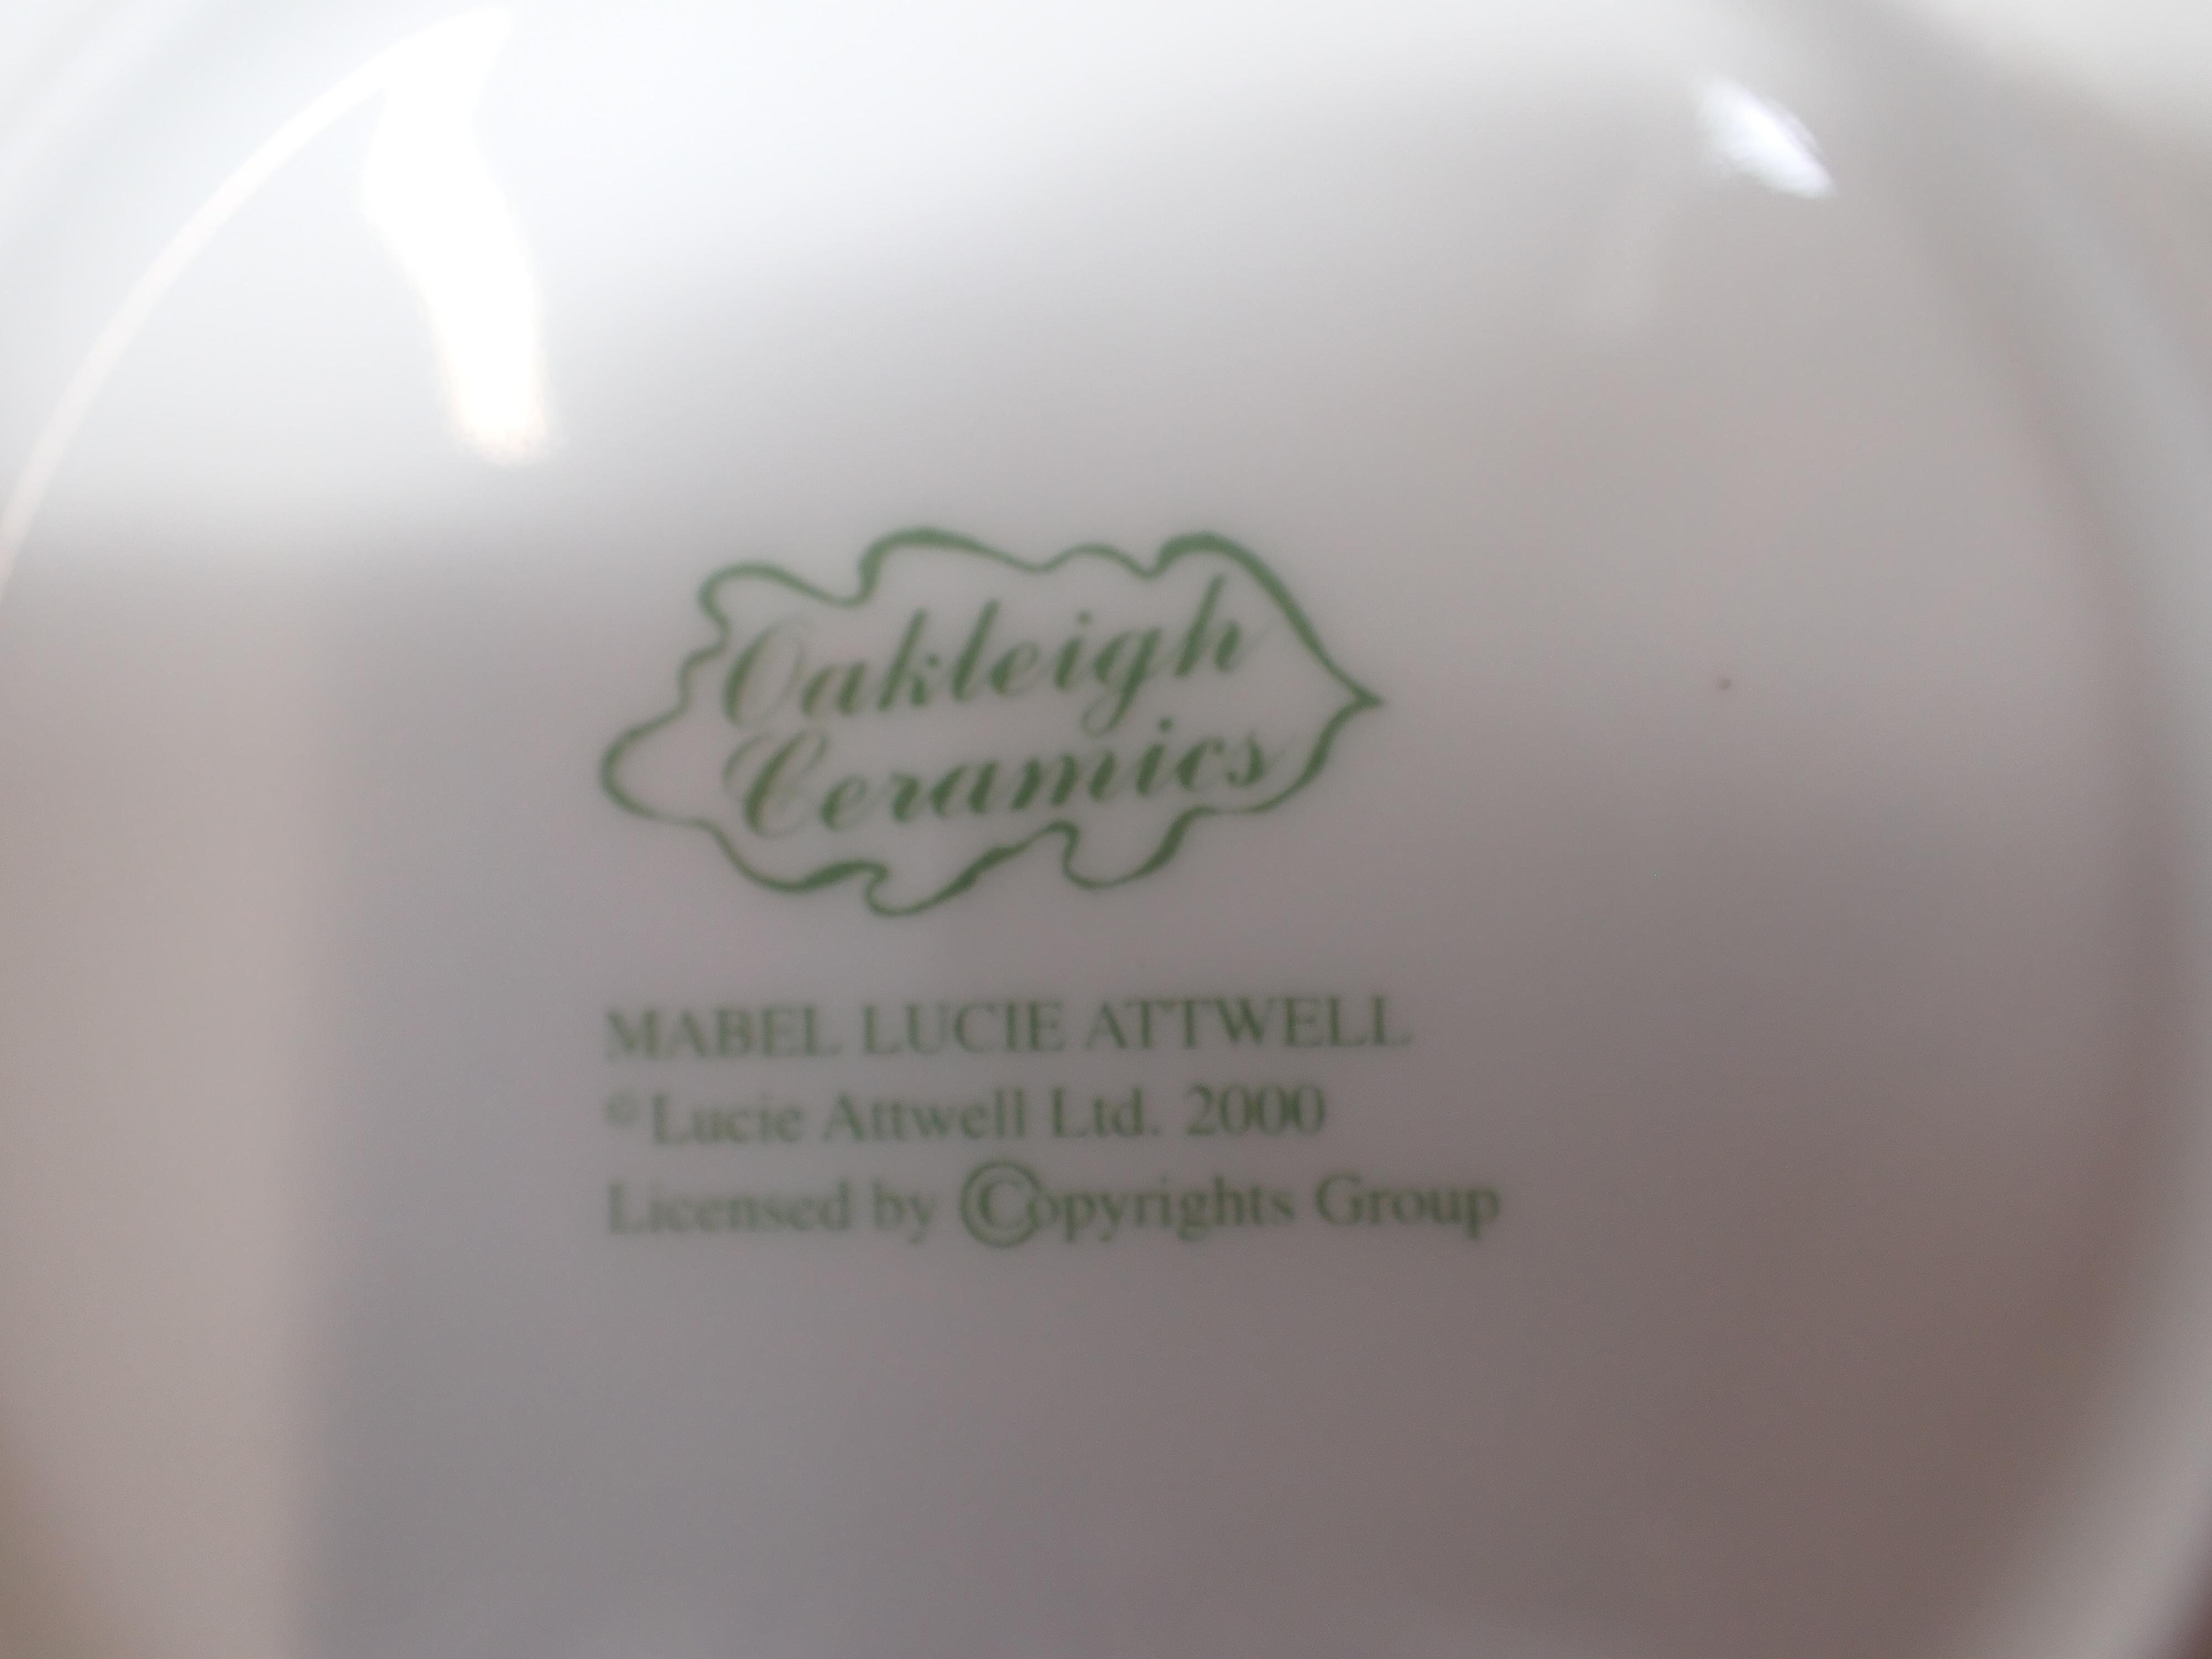 Oakleigh
Ceramics
MABEL LUCIE ATTWELL
© Lucie Attwell Ltd. 2000
Licensed by Copyrights Group